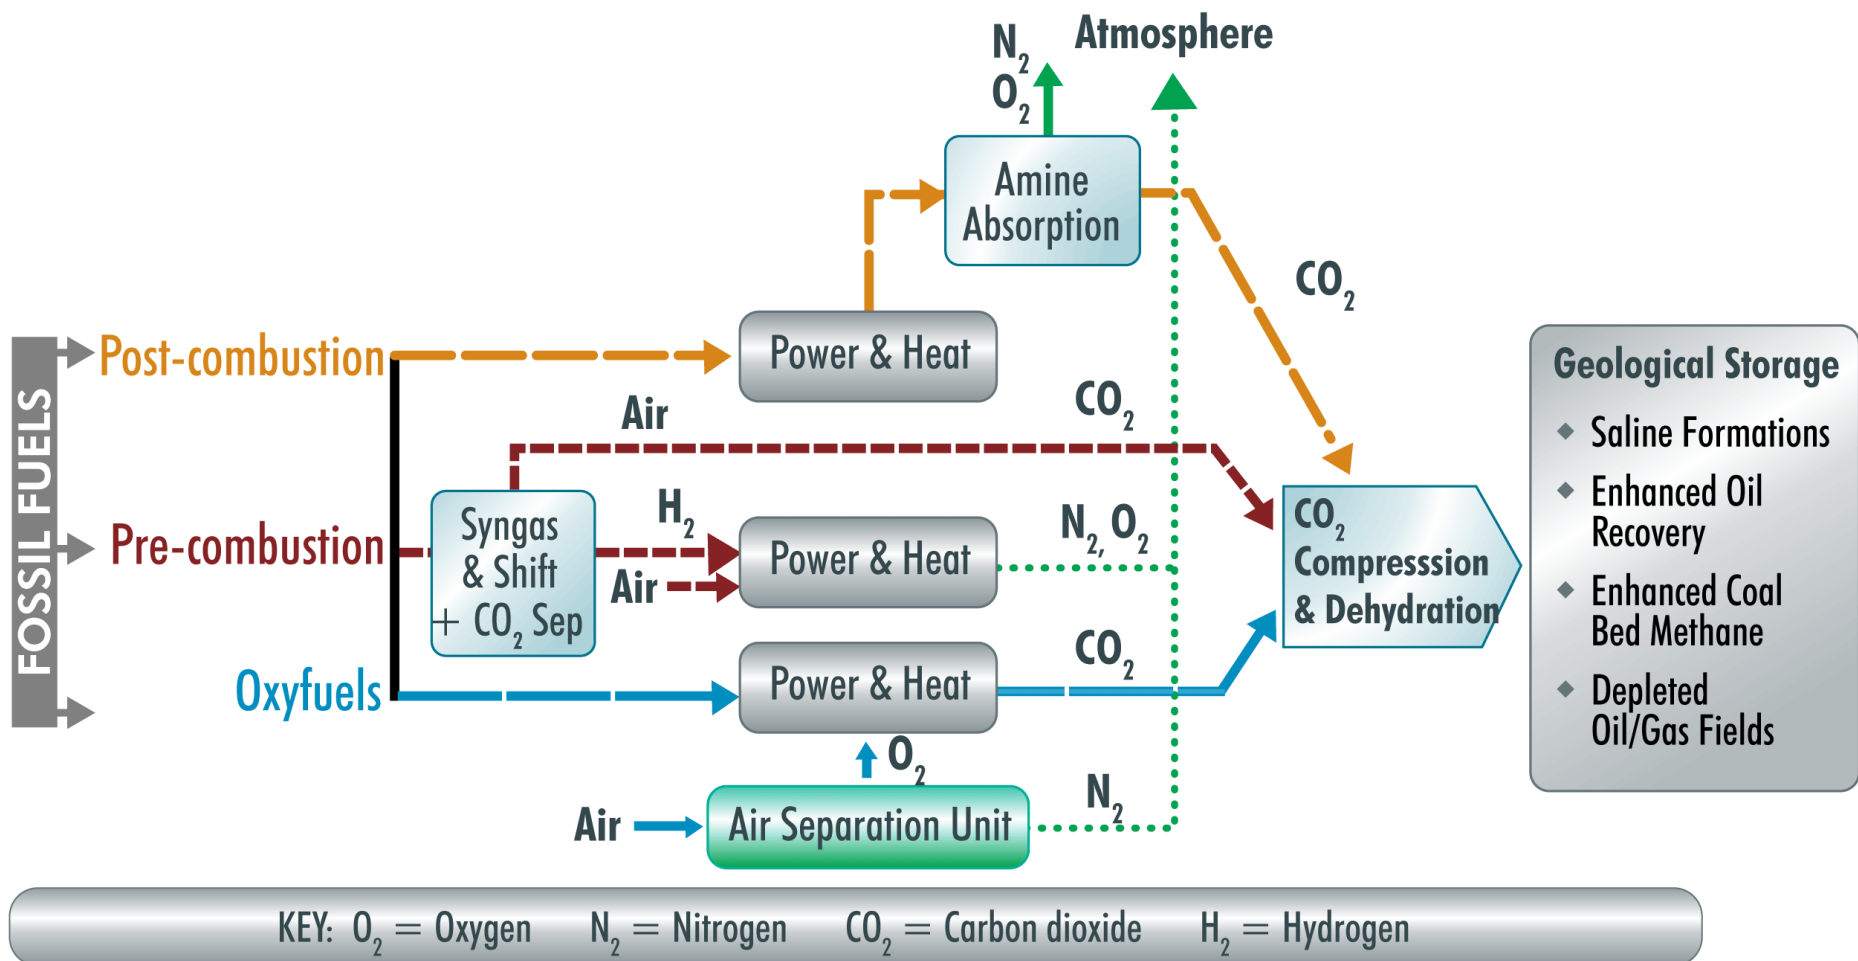 N₂
O₂
Atmosphere
Amine
Absorption
CO₂
FOSSIL FUELS
Post-combustion
Power & Heat
Air
CO₂
Pre-combustion
Syngas
& Shift
+ CO₂ Sep
H₂
Air
Power & Heat
N₂, O₂
CO₂
Compresssion
& Dehydration
Oxyfuels
Power & Heat
CO₂
O₂
Air
Air Separation Unit
N₂
Geological Storage
Saline Formations
Enhanced Oil
Recovery
Enhanced Coal
Bed Methane
Depleted
Oil/Gas Fields
KEY: O₂ = Oxygen N₂ = Nitrogen CO₂ = Carbon dioxide H₂ = Hydrogen